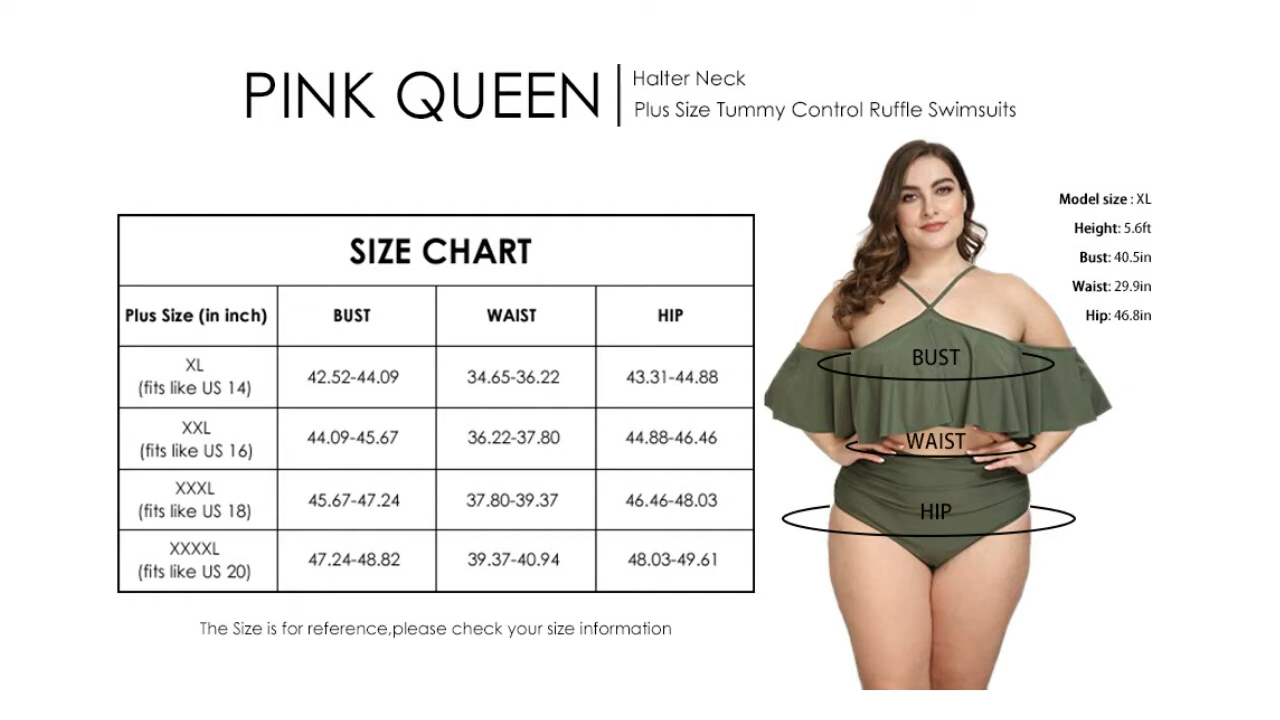 PINK QUEEN
Halter Neck
Plus Size Tummy Control Ruffle Swimsuits
Model size : XL
Height: 5.6ft
Bust: 40.5in
Waist: 29.9in
Hip: 46.8in
SIZE CHART
Plus Size (in inch) BUST WAIST HIP
XL
(fits like US 14) 42.52-44.09 34.65-36.22 43.31-44.88
XXL
(fits like US 16) 44.09-45.67 36.22-37.80 44.88-46.46
XXXL
(fits like US 18) 45.67-47.24 37.80-39.37 46.46-48.03
XXXXL
(fits like US 20) 47.24-48.82 39.37-40.94 48.03-49.61
The Size is for reference,please check your size information
BUST
WAIST
HIP